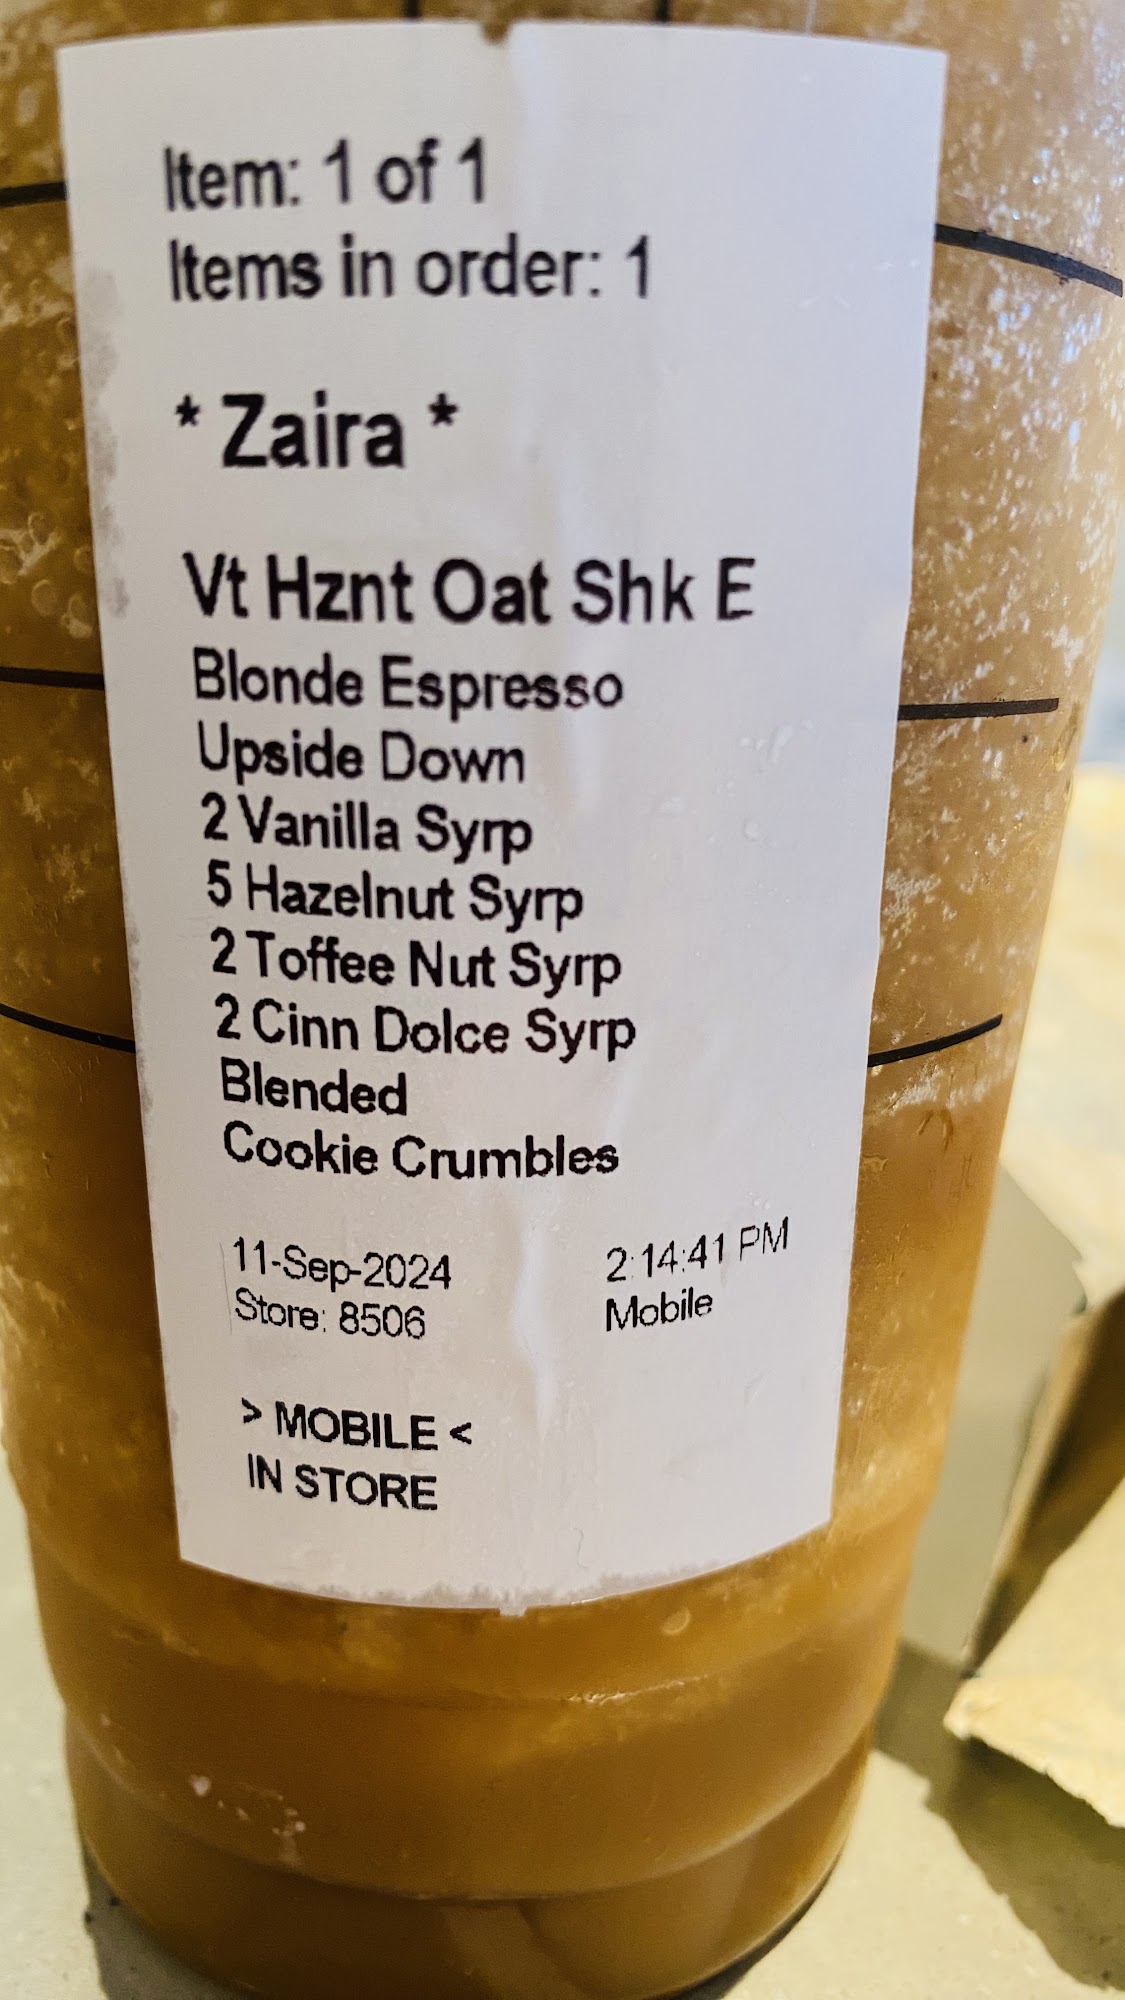 Item: 1 of 1
Items in order: 1
* Zaira *
Vt Hznt Oat Shk E
Blonde Espresso
Upside Down
2 Vanilla Syrp
5 Hazelnut Syrp
2 Toffee Nut Syrp
2 Cinn Dolce Syrp
Blended
Cookie Crumbles
11-Sep-2024 2:14:41 PM
Store: 8506 Mobile
> MOBILE <
IN STORE